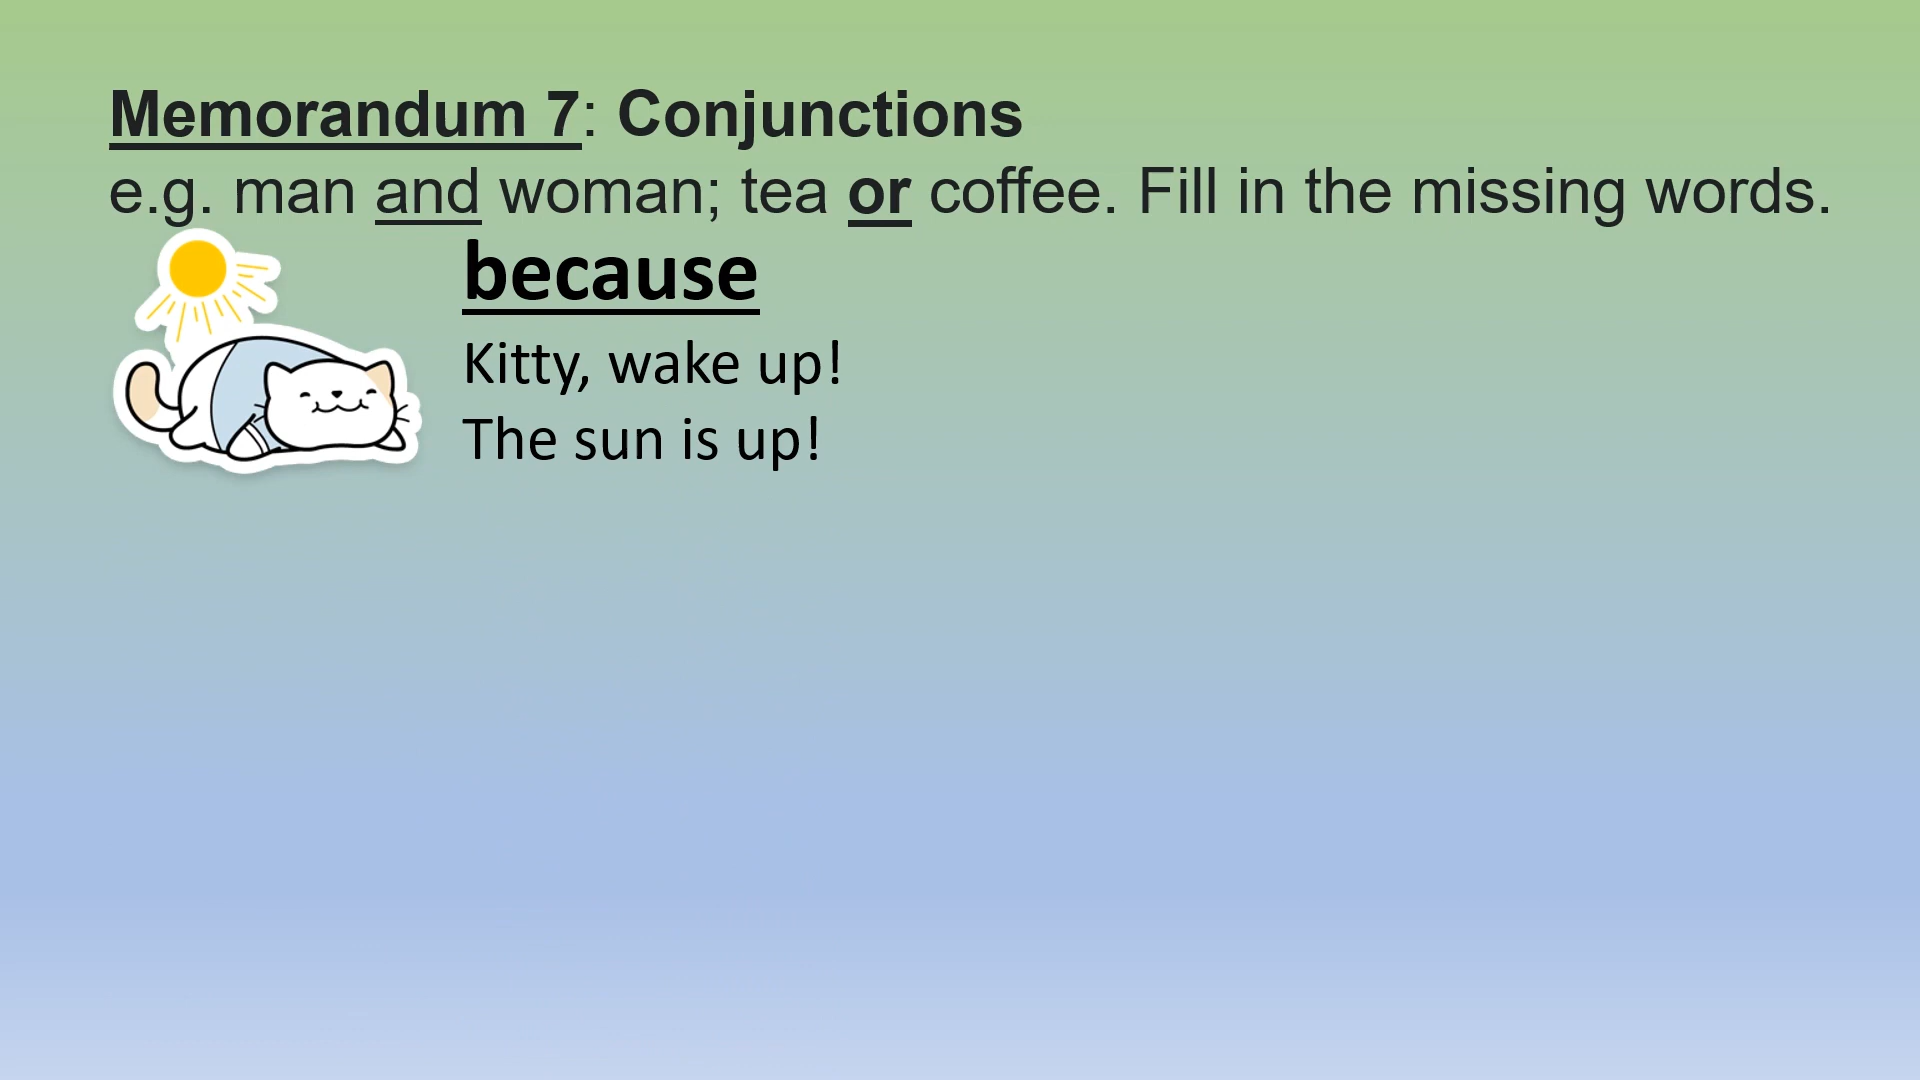 Memorandum 7: Conjunctions
e.g. man and woman; tea or coffee. Fill in the missing words.
because
Kitty, wake up!
The sun is up!